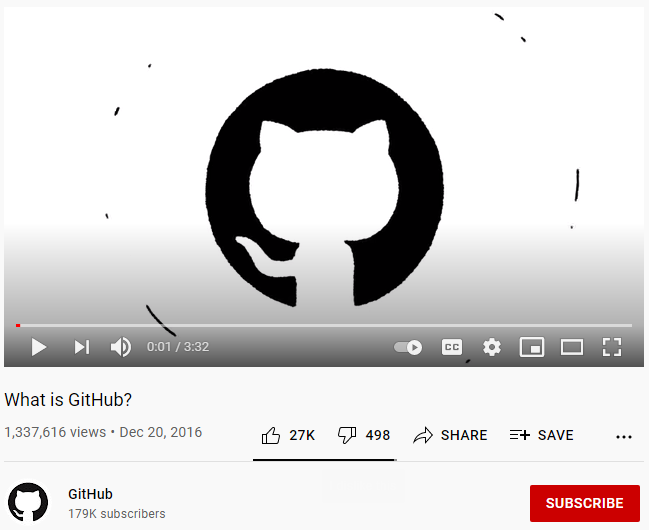 0:01 / 3:32
CC
What is GitHub?
1,337,616 views • Dec 20, 2016
27K 498 SHARE SAVE
GitHub
179K subscribers
SUBSCRIBE